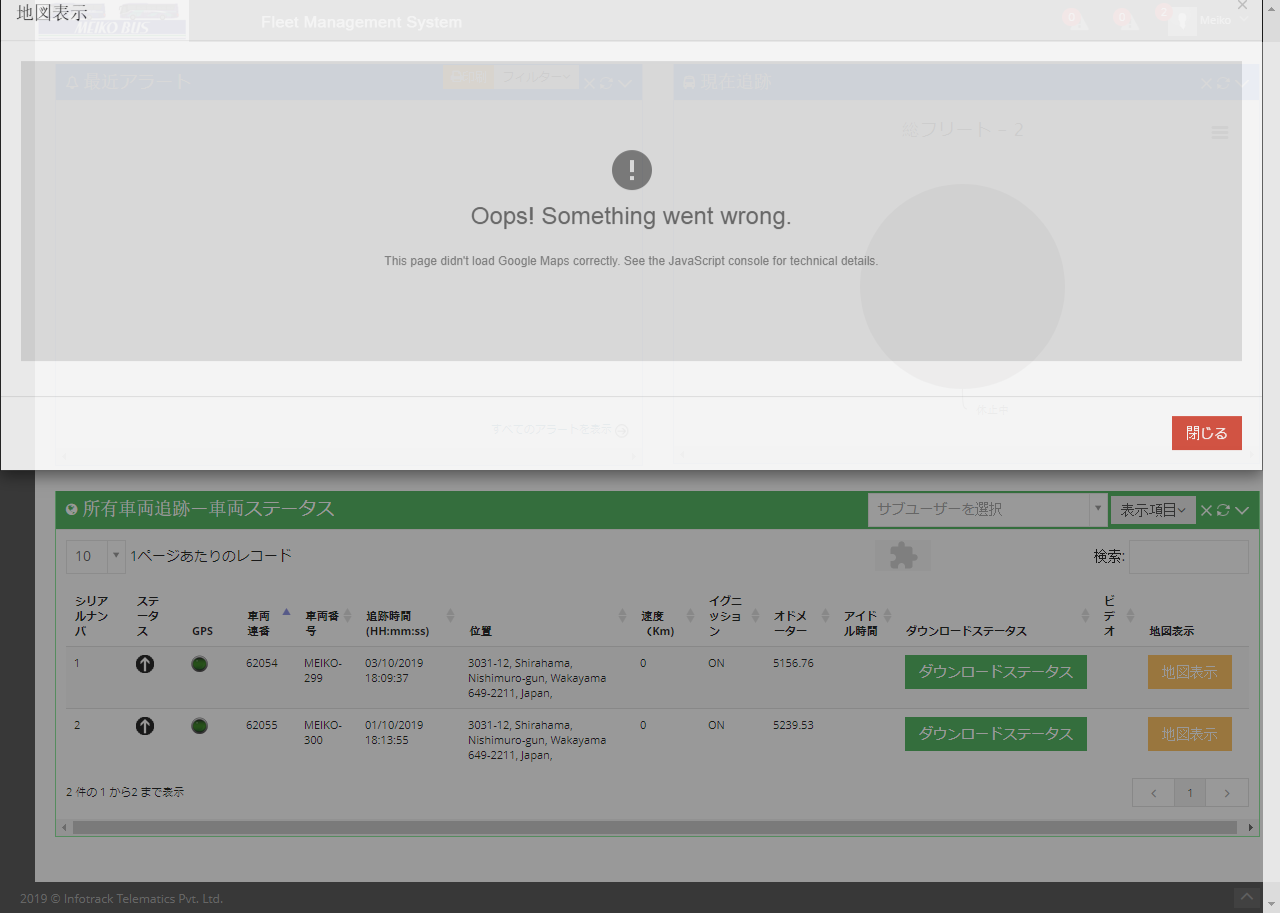 地図表示
MOKO BUS
Fleet Management System
0
0
2
Meiko
最近アラート
フィルター
現在追跡
総フリート - 2
Oops! Something went wrong.
This page didn't load Google Maps correctly. See the JavaScript console for technical details.
停止中
すべてのアラートを表示
閉じる
所有車両追跡ー車両ステータス
サブユーザーを選択
表示項目
10
1ページあたりのレコード
検索:
シリアルナンバ
ステータス
GPS
車両連番
車両番号
追跡時間 (HH:mm:ss)
位置
速度 (Km)
イグニッション
オドメーター
アイドル時間
ダウンロードステータス
ビデオ
地図表示
1
62054
MEIKO-299
03/10/2019 18:09:37
3031-12, Shirahama, Nishimuro-gun, Wakayama 649-2211, Japan,
0
ON
5156.76
ダウンロードステータス
地図表示
2
62055
MEIKO-300
01/10/2019 18:13:55
3031-12, Shirahama, Nishimuro-gun, Wakayama 649-2211, Japan,
0
ON
5239.53
ダウンロードステータス
地図表示
2 件の 1 から2 まで表示
1
2019 © Infotrack Telematics Pvt. Ltd.